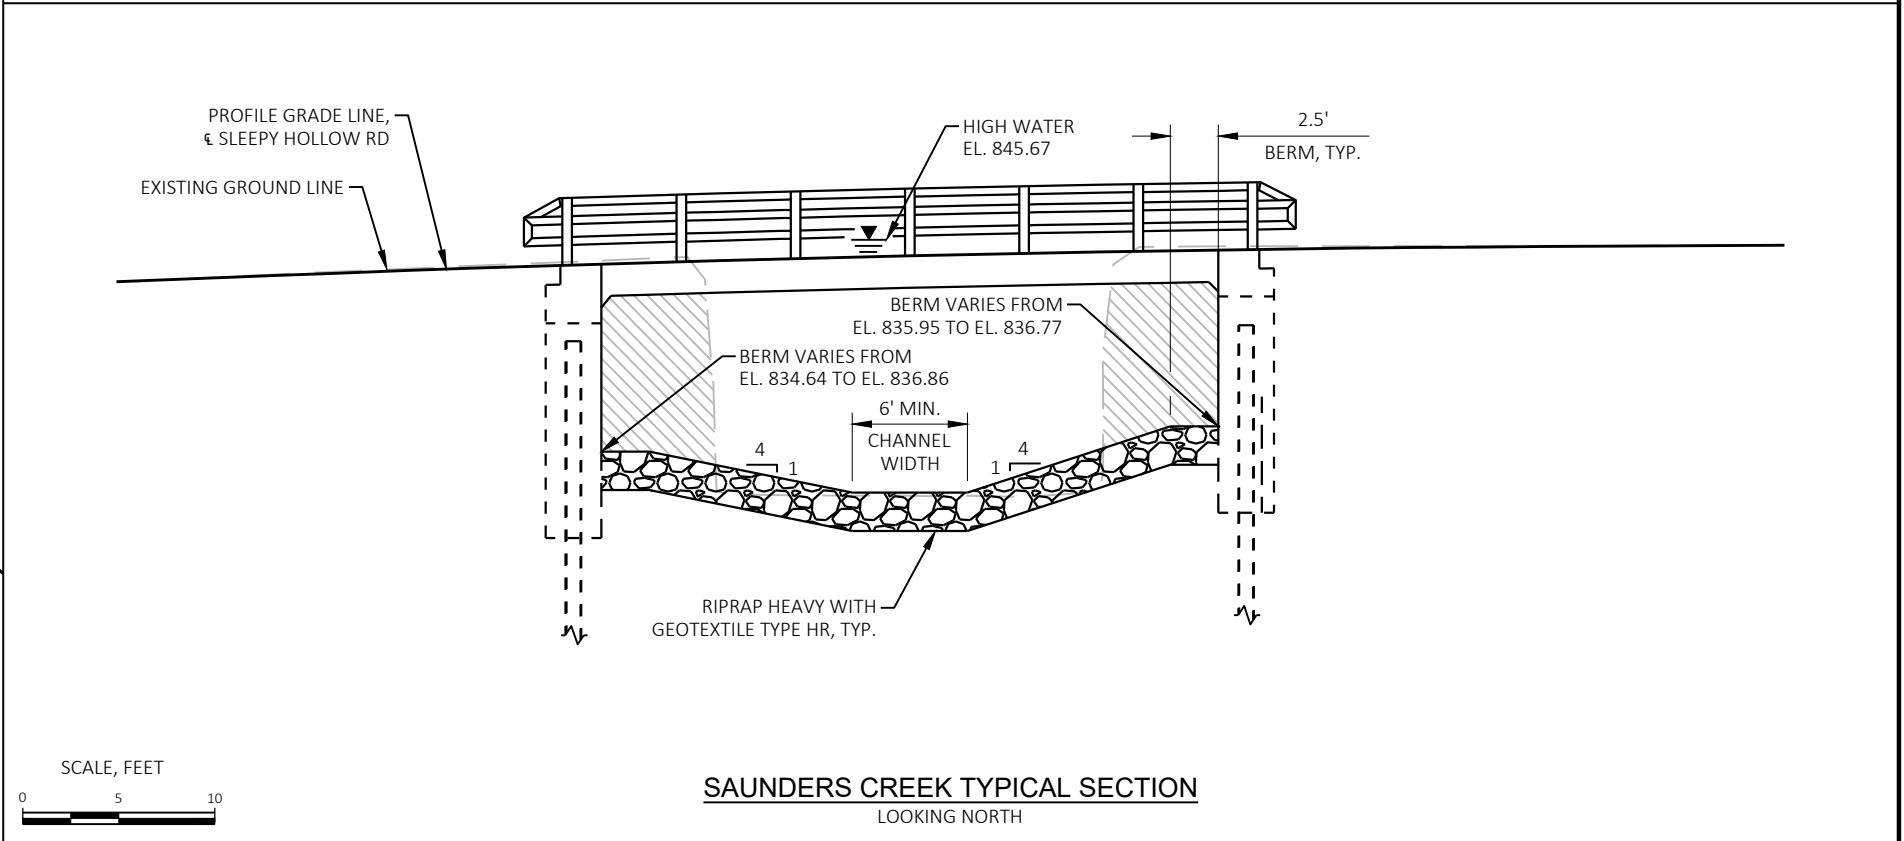 PROFILE GRADE LINE,
℄ SLEEPY HOLLOW RD
EXISTING GROUND LINE
HIGH WATER
EL. 845.67
2.5'
BERM, TYP.
BERM VARIES FROM
EL. 835.95 TO EL. 836.77
BERM VARIES FROM
EL. 834.64 TO EL. 836.86
6' MIN.
CHANNEL
WIDTH
4
1
4
1
RIPRAP HEAVY WITH
GEOTEXTILE TYPE HR, TYP.
SCALE, FEET
0 5 10
SAUNDERS CREEK TYPICAL SECTION
LOOKING NORTH